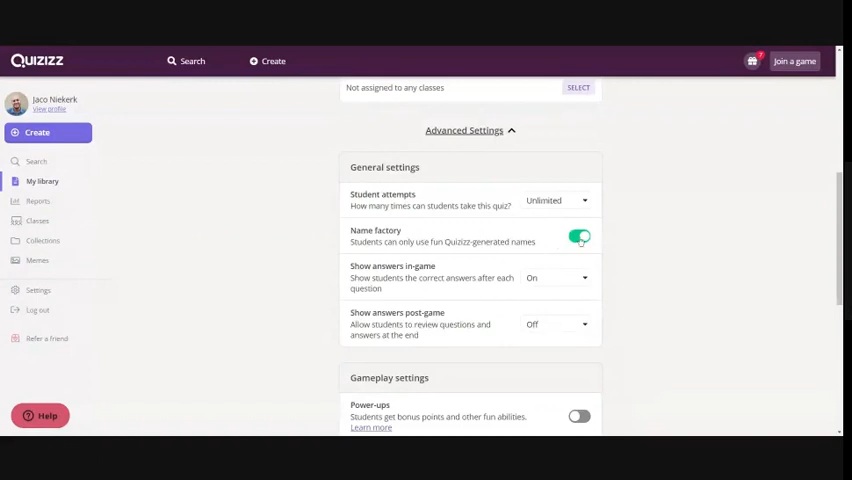 QUIZIZZ
Search
Create
7
Join a game
Jaco Niekerk
View profile
Create
Search
My library
Reports
Classes
Collections
Memes
Settings
Log out
Refer a friend
Help
Not assigned to any classes
SELECT
Advanced Settings
General settings
Student attempts
How many times can students take this quiz?
Unlimited
Name factory
Students can only use fun Quizizz-generated names
Show answers in-game
Show students the correct answers after each
question
On
Show answers post-game
Allow students to review questions and
answers at the end
Off
Gameplay settings
Power-ups
Students get bonus points and other fun abilities.
Learn more